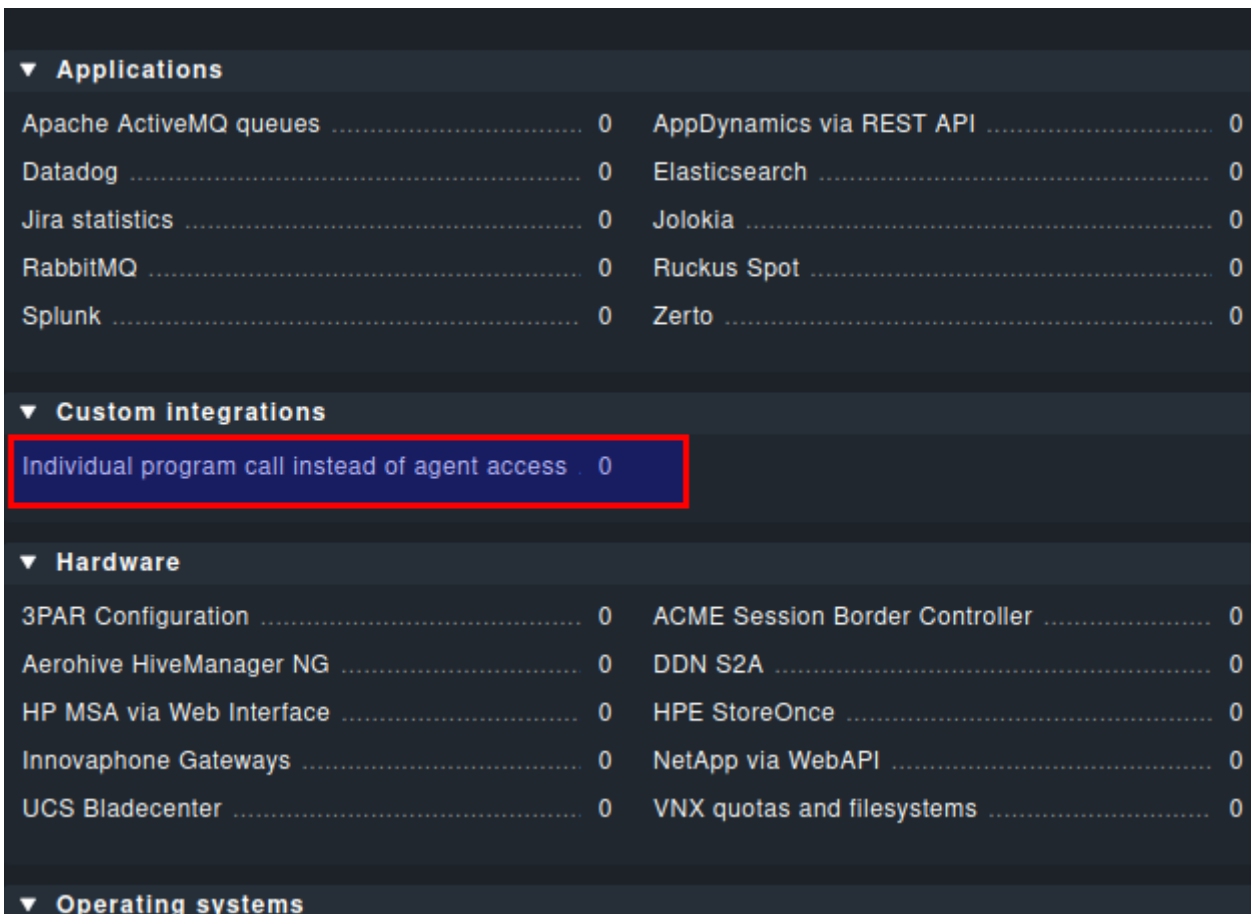 Applications
Apache ActiveMQ queues 0 AppDynamics via REST API 0
Datadog 0 Elasticsearch 0
Jira statistics 0 Jolokia 0
RabbitMQ 0 Ruckus Spot 0
Splunk 0 Zerto 0
Custom integrations
Individual program call instead of agent access 0
Hardware
3PAR Configuration 0 ACME Session Border Controller 0
Aerohive HiveManager NG 0 DDN S2A 0
HP MSA via Web Interface 0 HPE StoreOnce 0
Innovaphone Gateways 0 NetApp via WebAPI 0
UCS Bladecenter 0 VNX quotas and filesystems 0
Operating systems